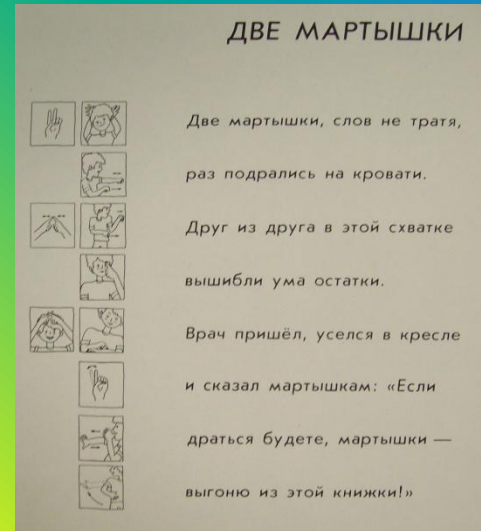 ДВЕ МАРТЫШКИ
Две мартышки, слов не тратя,
раз подрались на кровати.
Друг из друга в этой схватке
вышибли ума остатки.
Врач пришёл, уселся в кресле
и сказал мартышкам: «Если
драться будете, мартышки —
выгоню из этой книжки!»